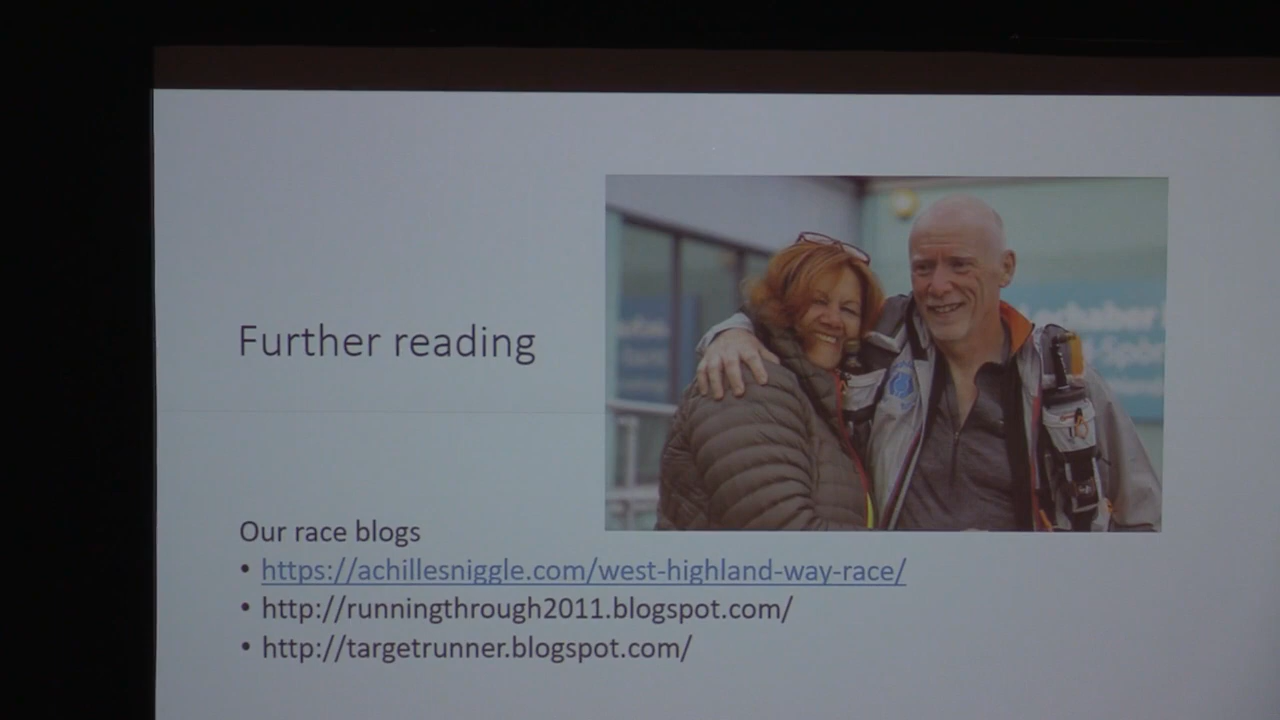 Further reading
Our race blogs
• https://achillesniggle.com/west-highland-way-race/
• http://runningthrough2011.blogspot.com/
• http://targetrunner.blogspot.com/